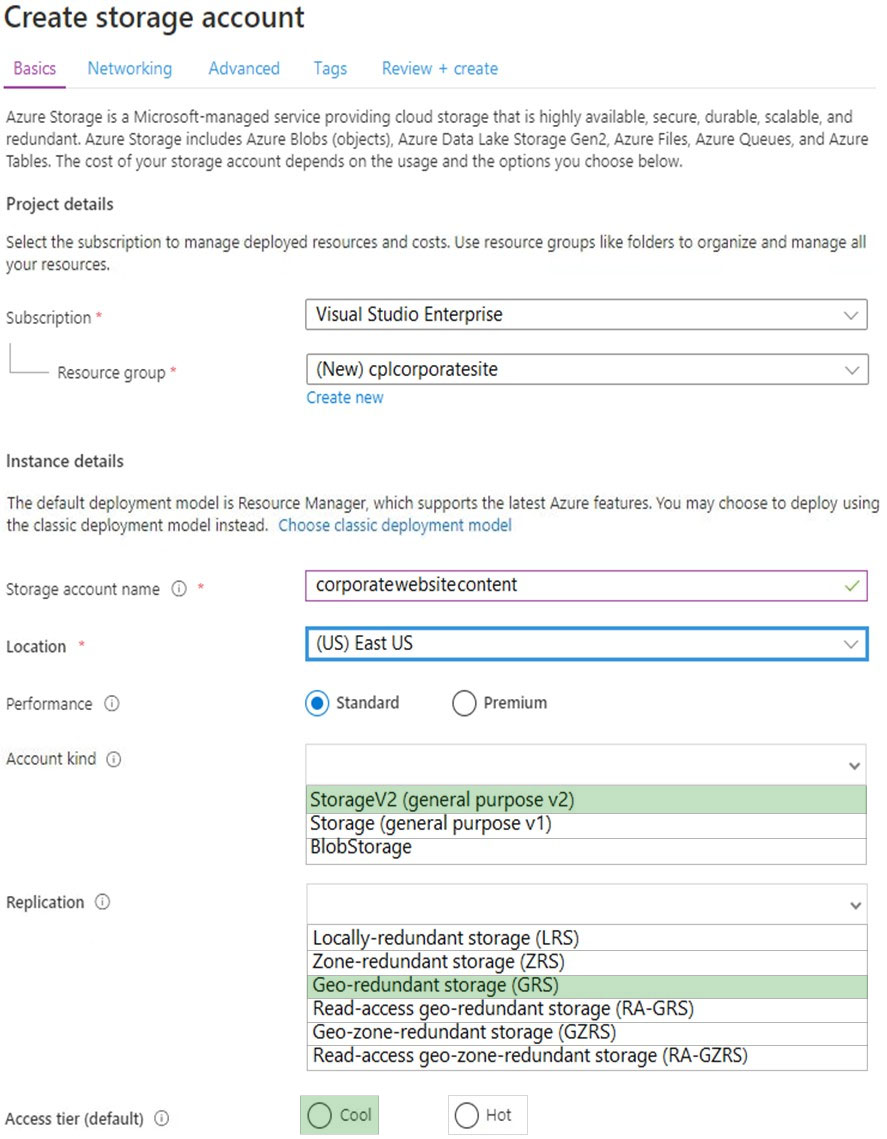 Create storage account
Basics Networking Advanced Tags Review + create
Azure Storage is a Microsoft-managed service providing cloud storage that is highly available, secure, durable, scalable, and
redundant. Azure Storage includes Azure Blobs (objects), Azure Data Lake Storage Gen2, Azure Files, Azure Queues, and Azure
Tables. The cost of your storage account depends on the usage and the options you choose below.
Project details
Select the subscription to manage deployed resources and costs. Use resource groups like folders to organize and manage all
your resources.
Subscription * Visual Studio Enterprise
Resource group * (New) cplcorporatesite
Create new
Instance details
The default deployment model is Resource Manager, which supports the latest Azure features. You may choose to deploy using
the classic deployment model instead. Choose classic deployment model
Storage account name * corporatewebsitecontent
Location * (US) East US
Performance Standard Premium
Account kind
StorageV2 (general purpose v2)
Storage (general purpose v1)
BlobStorage
Replication
Locally-redundant storage (LRS)
Zone-redundant storage (ZRS)
Geo-redundant storage (GRS)
Read-access geo-redundant storage (RA-GRS)
Geo-zone-redundant storage (GZRS)
Read-access geo-zone-redundant storage (RA-GZRS)
Access tier (default) Cool Hot